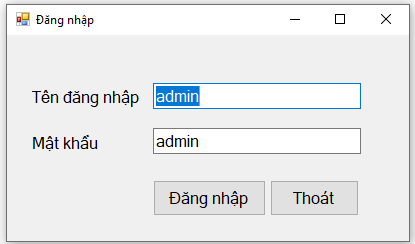 Đăng nhập
Tên đăng nhập admin
Mật khẩu admin
Đăng nhập Thoát